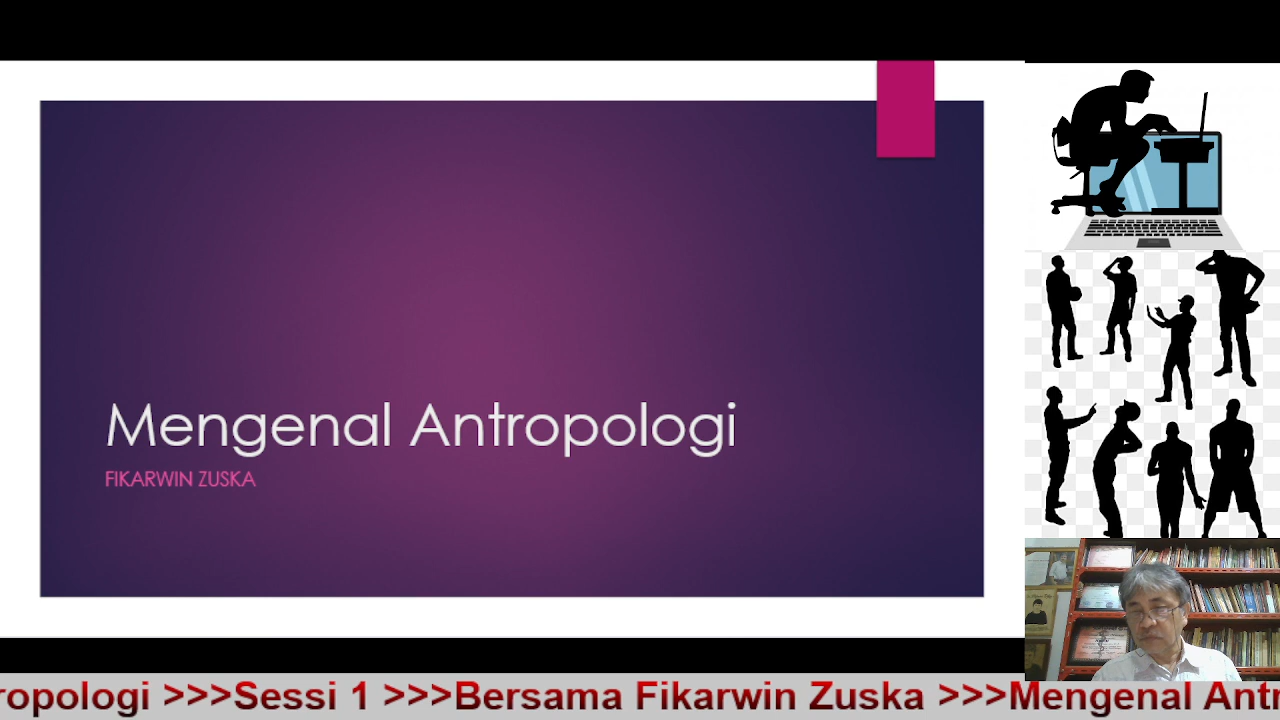 Mengenal Antropologi
FIKARWIN ZUSKA
ropologi >>>Sessi 1 >>>Bersama Fikarwin Zuska >>>Mengenal Antr